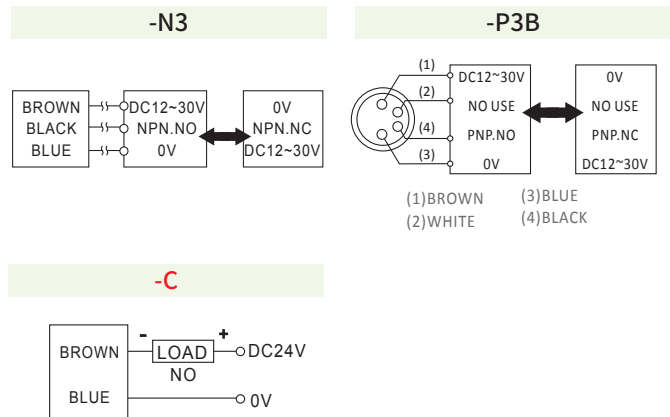 -N3
BROWN
BLACK
BLUE
DC12~30V
NPN.NO
0V
0V
NPN.NC
DC12~30V
-P3B
(1)
(2)
(4)
(3)
DC12~30V
NO USE
PNP.NO
0V
0V
NO USE
PNP.NC
DC12~30V
(1)BROWN (3)BLUE
(2)WHITE (4)BLACK
-C
BROWN - LOAD + DC24V
NO
BLUE 0V